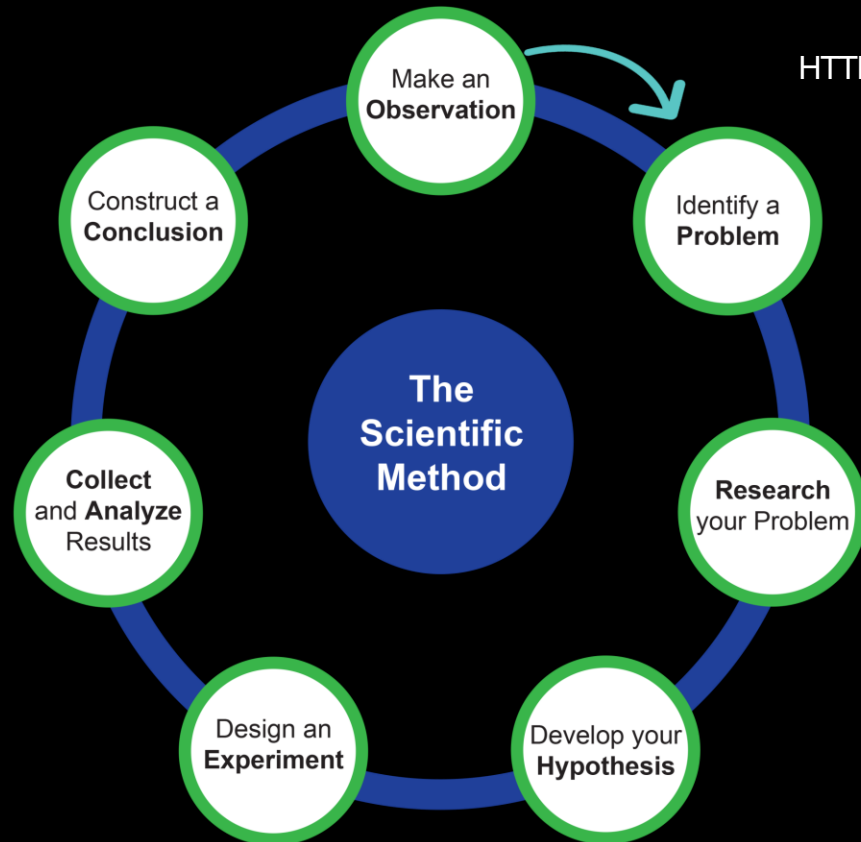 Make an
Observation
HTT
Identify a
Problem
Research
your Problem
Develop your
Hypothesis
Design an
Experiment
Collect
and Analyze
Results
Construct a
Conclusion
The
Scientific
Method